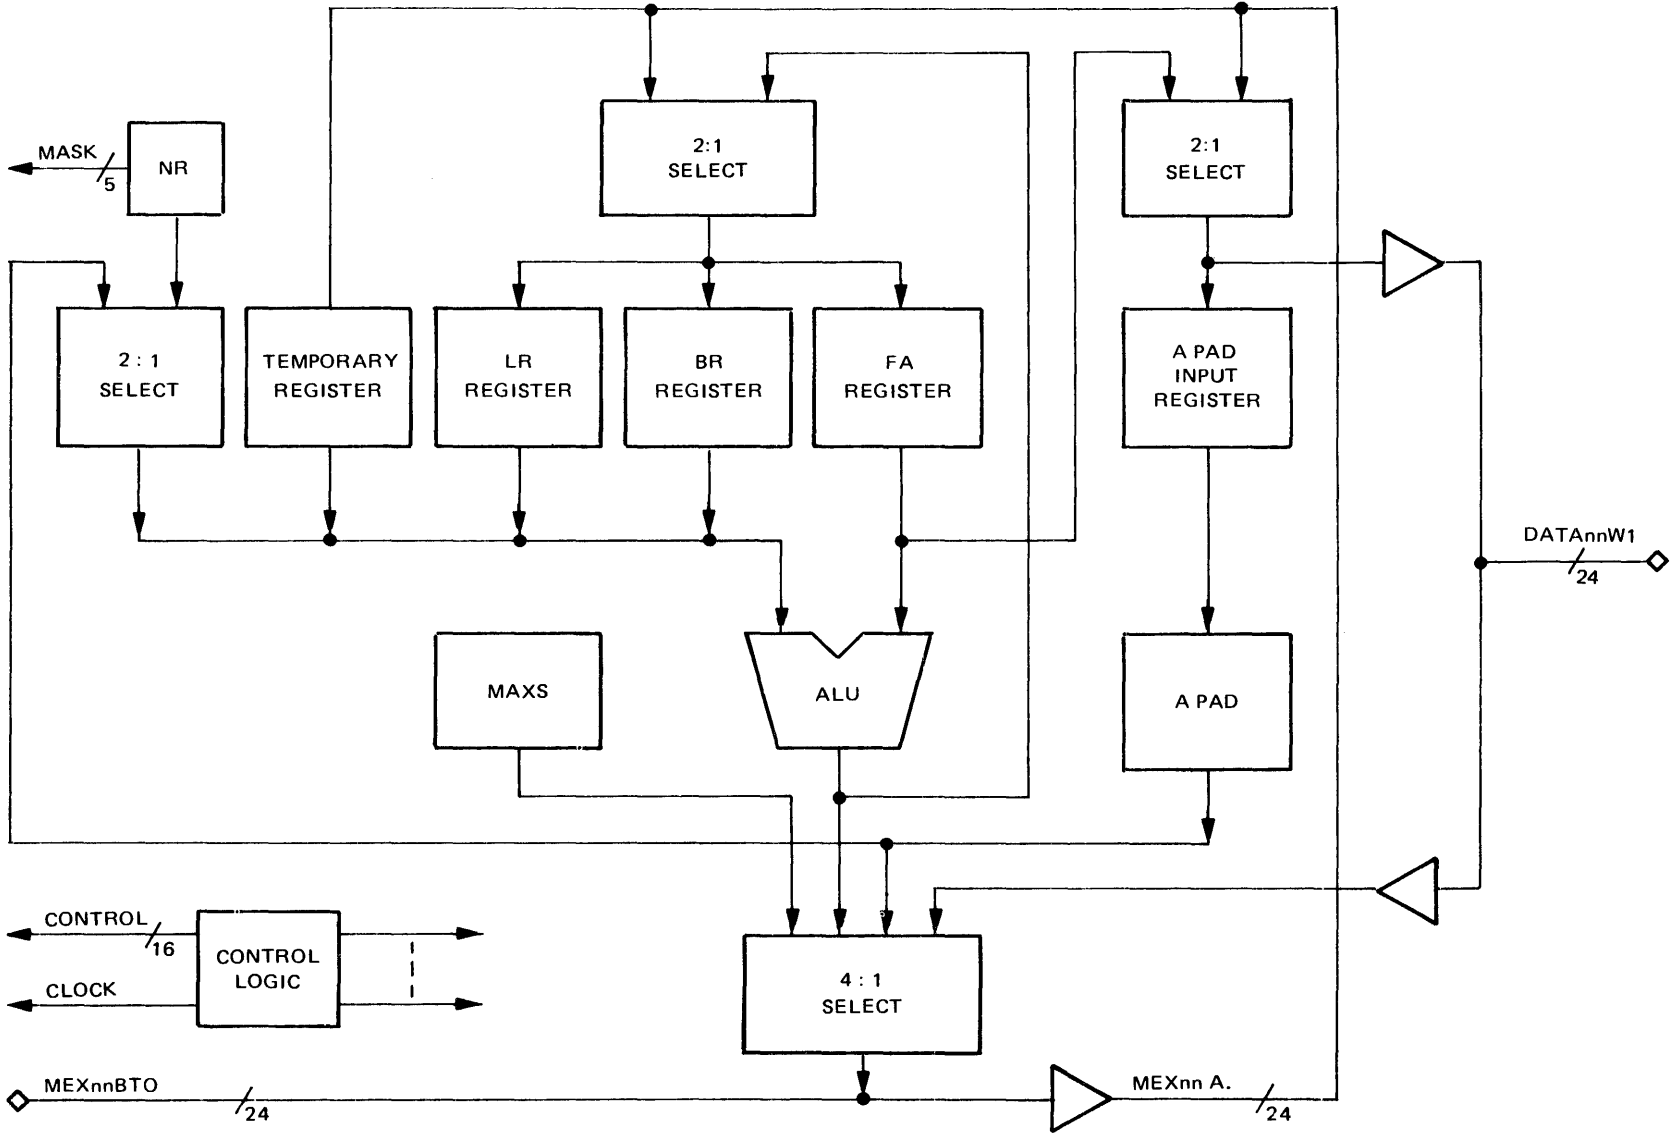 2:1
SELECT
2:1
SELECT
MASK
5
NR
2 : 1
SELECT
TEMPORARY
REGISTER
LR
REGISTER
BR
REGISTER
FA
REGISTER
A PAD
INPUT
REGISTER
DATAnnW1
24
MAXS
ALU
A PAD
CONTROL
16
CLOCK
CONTROL
LOGIC
4 : 1
SELECT
MEXnnBTO
24
MEXnn A.
24